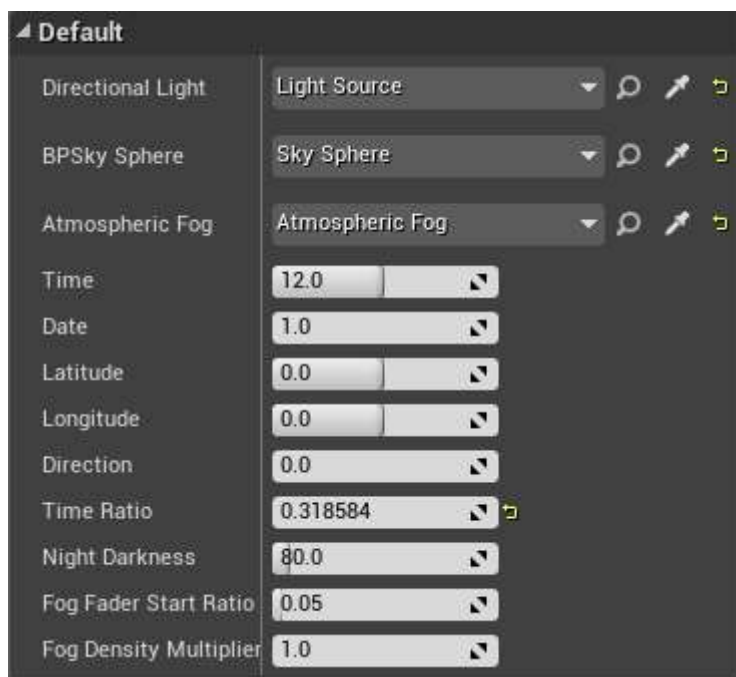 Default
Directional Light Light Source
BPSky Sphere Sky Sphere
Atmospheric Fog Atmospheric Fog
Time 12.0
Date 1.0
Latitude 0.0
Longitude 0.0
Direction 0.0
Time Ratio 0.318584
Night Darkness 80.0
Fog Fader Start Ratio 0.05
Fog Density Multiplier 1.0